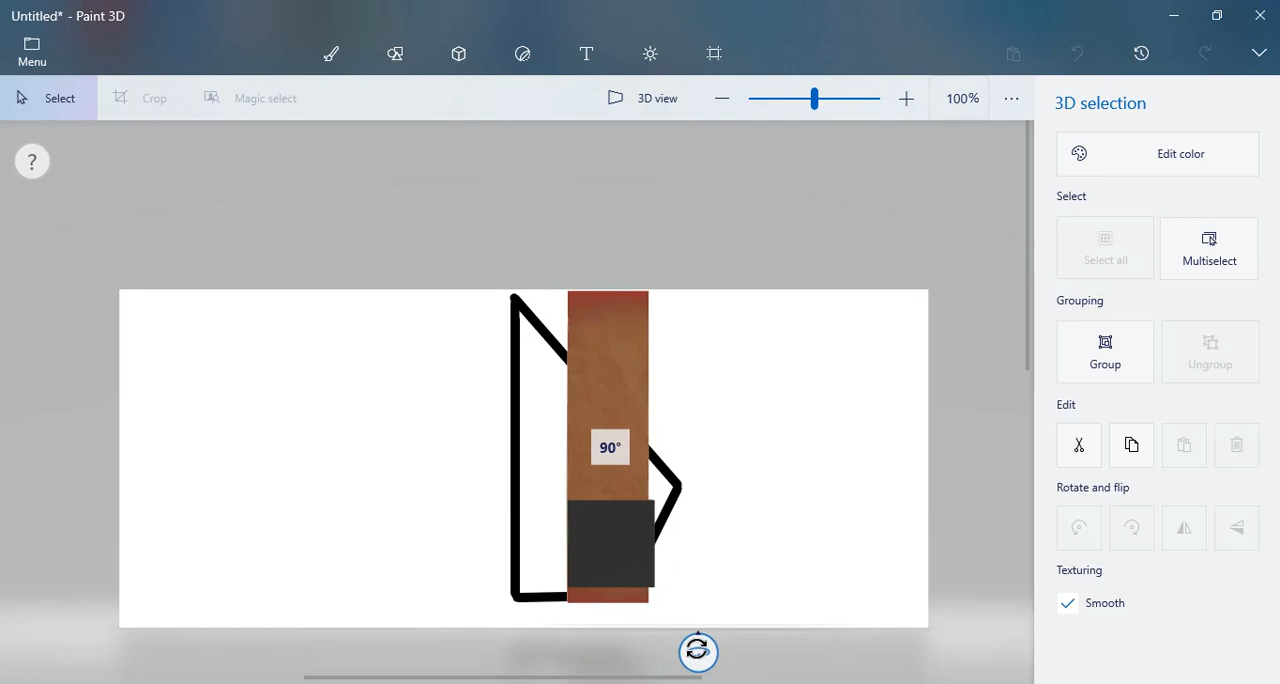 Untitled* - Paint 3D
Menu
Select
Crop
Magic select
3D view
100%
3D selection
?
Edit color
Select
Select all
Multiselect
Grouping
Group
Ungroup
Edit
90°
Rotate and flip
Texturing
Smooth